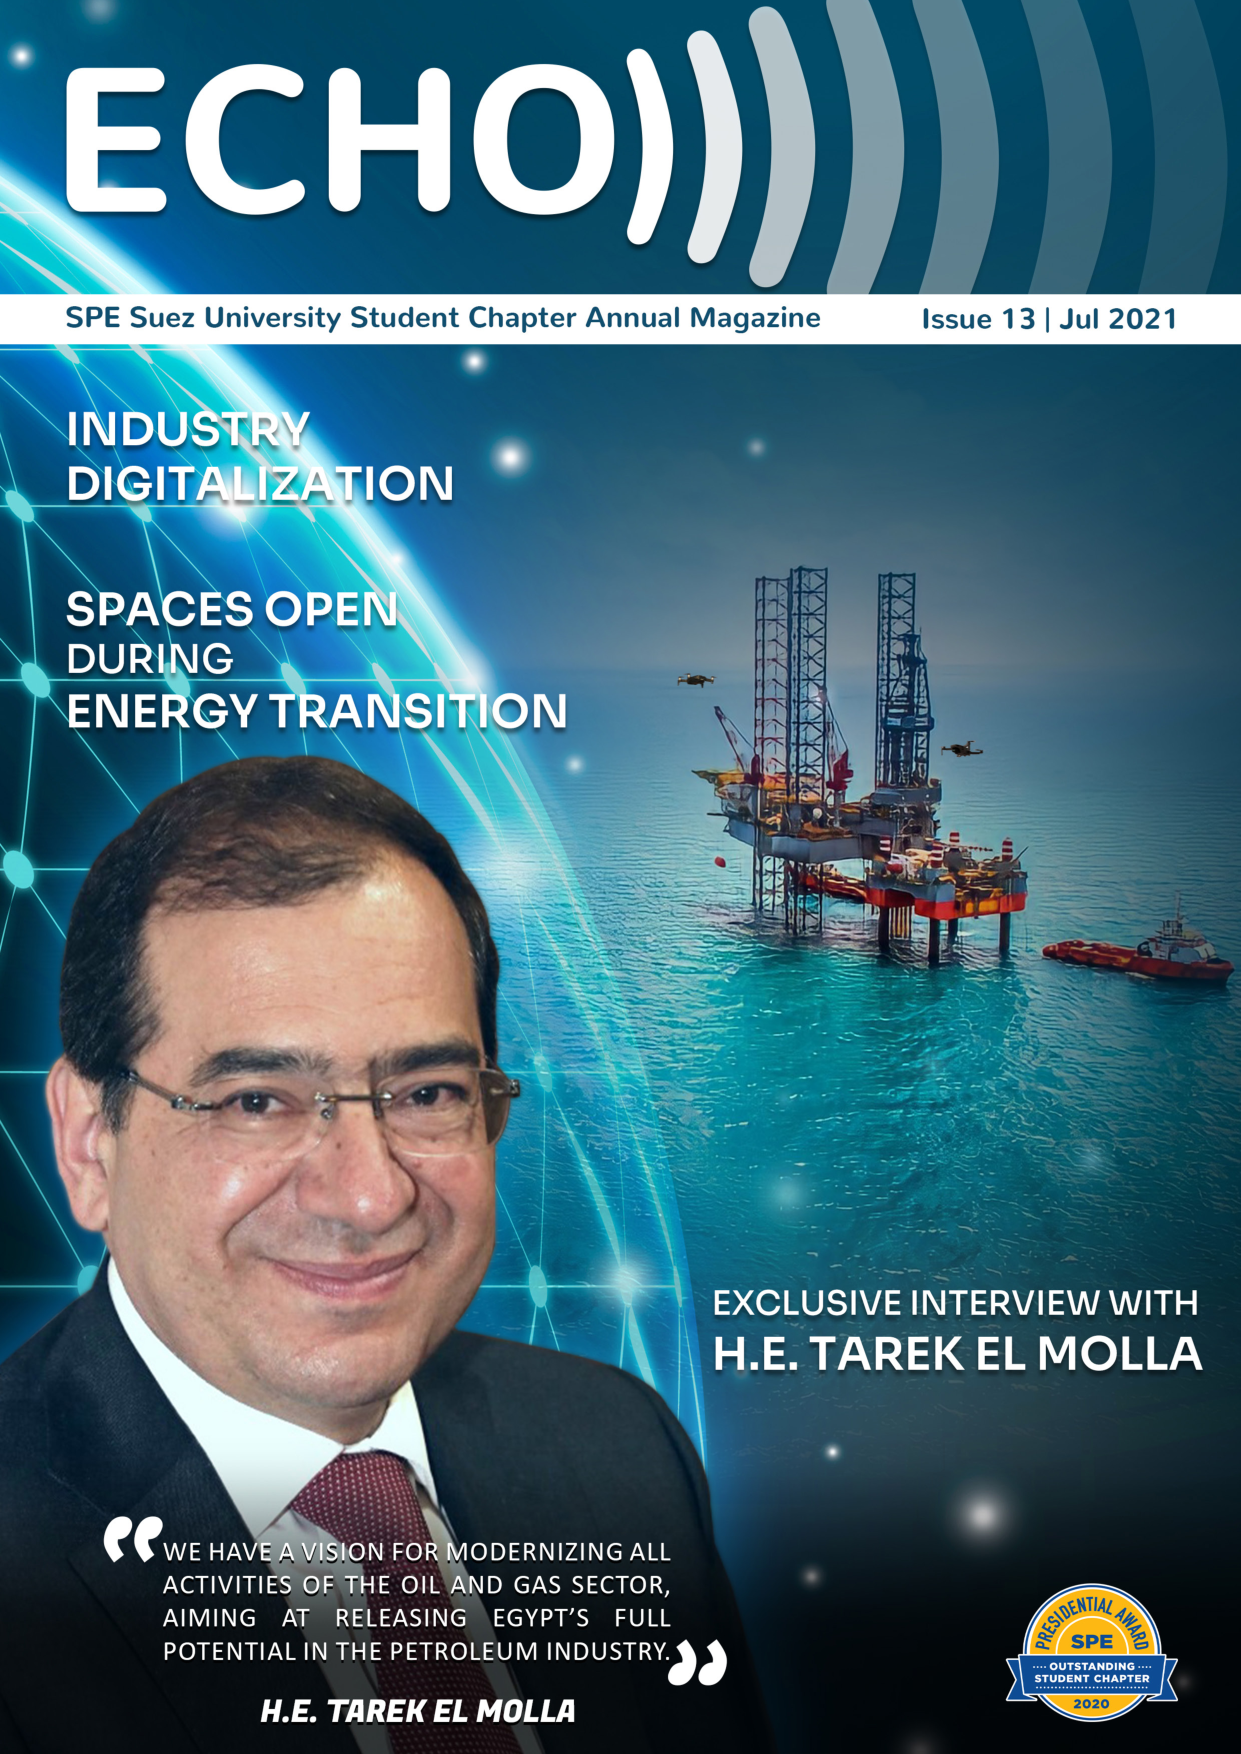 ECHO
SPE Suez University Student Chapter Annual Magazine
Issue 13 | Jul 2021
INDUSTRY
DIGITALIZATION
SPACES OPEN
DURING
ENERGY TRANSITION
EXCLUSIVE INTERVIEW WITH
H.E. TAREK EL MOLLA
“WE HAVE A VISION FOR MODERNIZING ALL
ACTIVITIES OF THE OIL AND GAS SECTOR,
AIMING AT RELEASING EGYPT’S FULL
POTENTIAL IN THE PETROLEUM INDUSTRY.”
H.E. TAREK EL MOLLA
PRESIDENTIAL AWARD
SPE
OUTSTANDING
STUDENT CHAPTER
2020